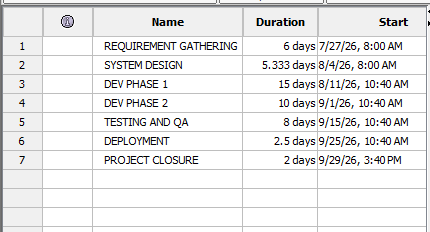 Name Duration Start
1 REQUIREMENT GATHERING 6 days 7/27/26, 8:00 AM
2 SYSTEM DESIGN 5.333 days 8/4/26, 8:00 AM
3 DEV PHASE 1 15 days 8/11/26, 10:40 AM
4 DEV PHASE 2 10 days 9/1/26, 10:40 AM
5 TESTING AND QA 8 days 9/15/26, 10:40 AM
6 DEPLOYMENT 2.5 days 9/25/26, 10:40 AM
7 PROJECT CLOSURE 2 days 9/29/26, 3:40 PM